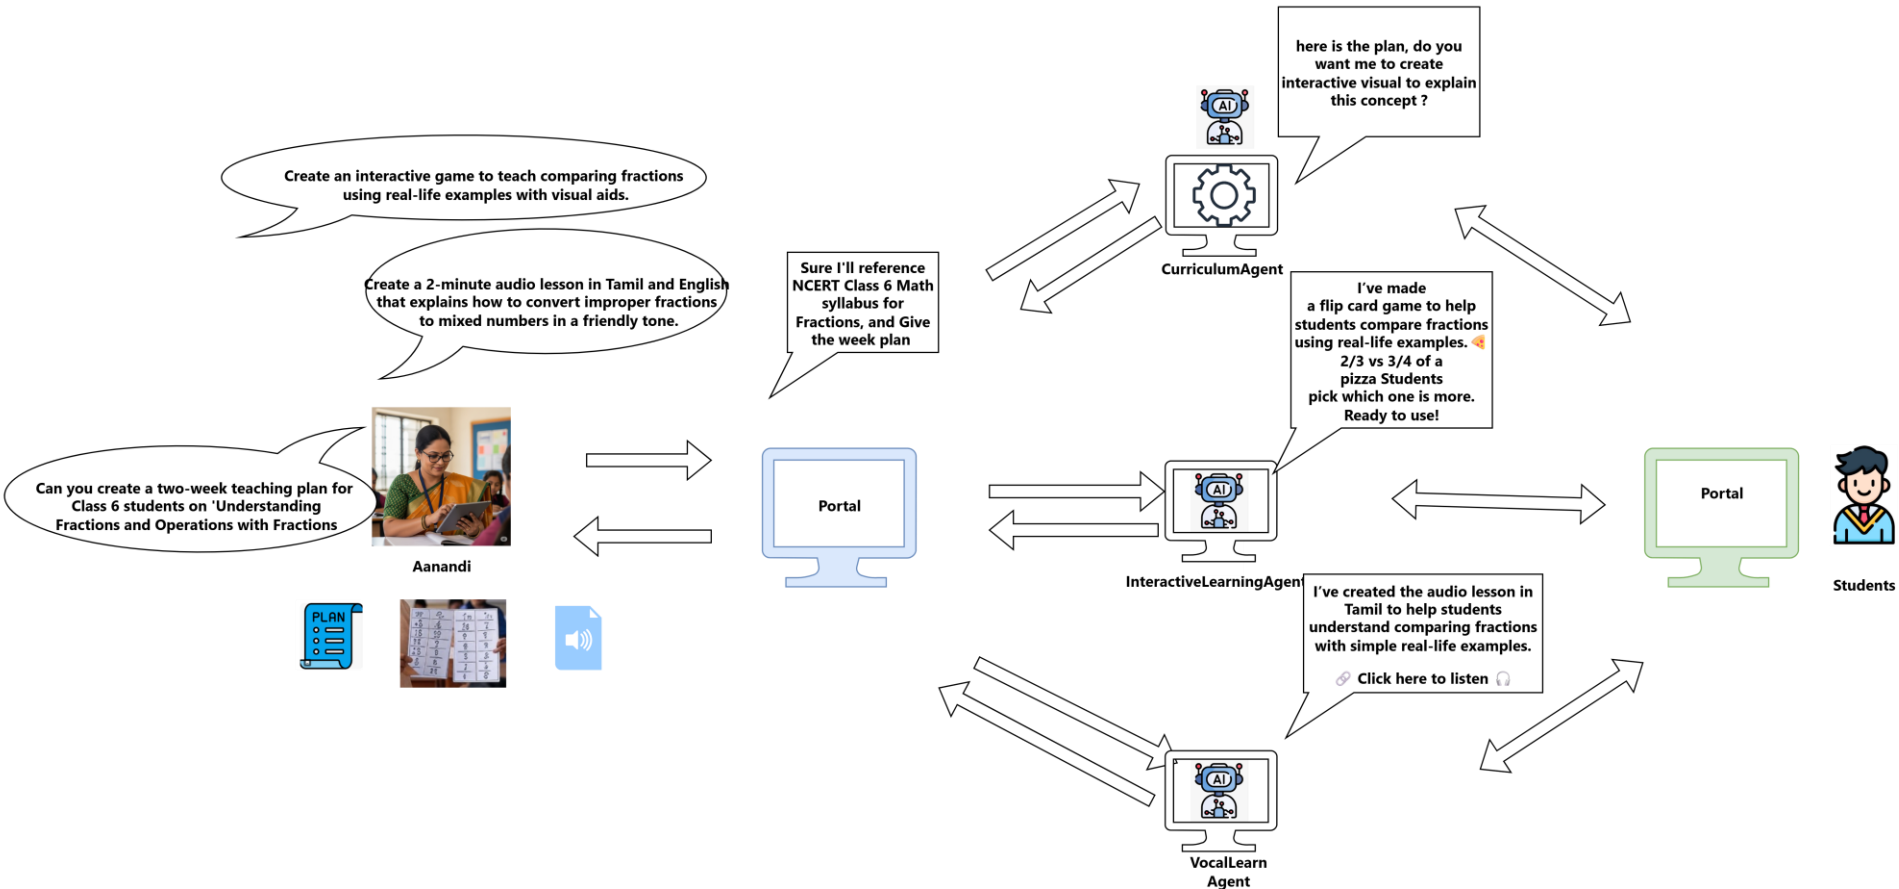 here is the plan, do you
want me to create
interactive visual to explain
this concept ?
AI
CurriculumAgent
Create an interactive game to teach comparing fractions
using real-life examples with visual aids.
Create a 2-minute audio lesson in Tamil and English
that explains how to convert improper fractions
to mixed numbers in a friendly tone.
Can you create a two-week teaching plan for
Class 6 students on 'Understanding
Fractions and Operations with Fractions
Aanandi
PLAN
Sure I'll reference
NCERT Class 6 Math
syllabus for
Fractions, and Give
the week plan
Portal
I've made
a flip card game to help
students compare fractions
using real-life examples. 🍕
2/3 vs 3/4 of a
pizza Students
pick which one is more.
Ready to use!
AI
InteractiveLearningAgent
I've created the audio lesson in
Tamil to help students
understand comparing fractions
with simple real-life examples.
🔗 Click here to listen 🎧
AI
VocalLearn
Agent
Portal
Students